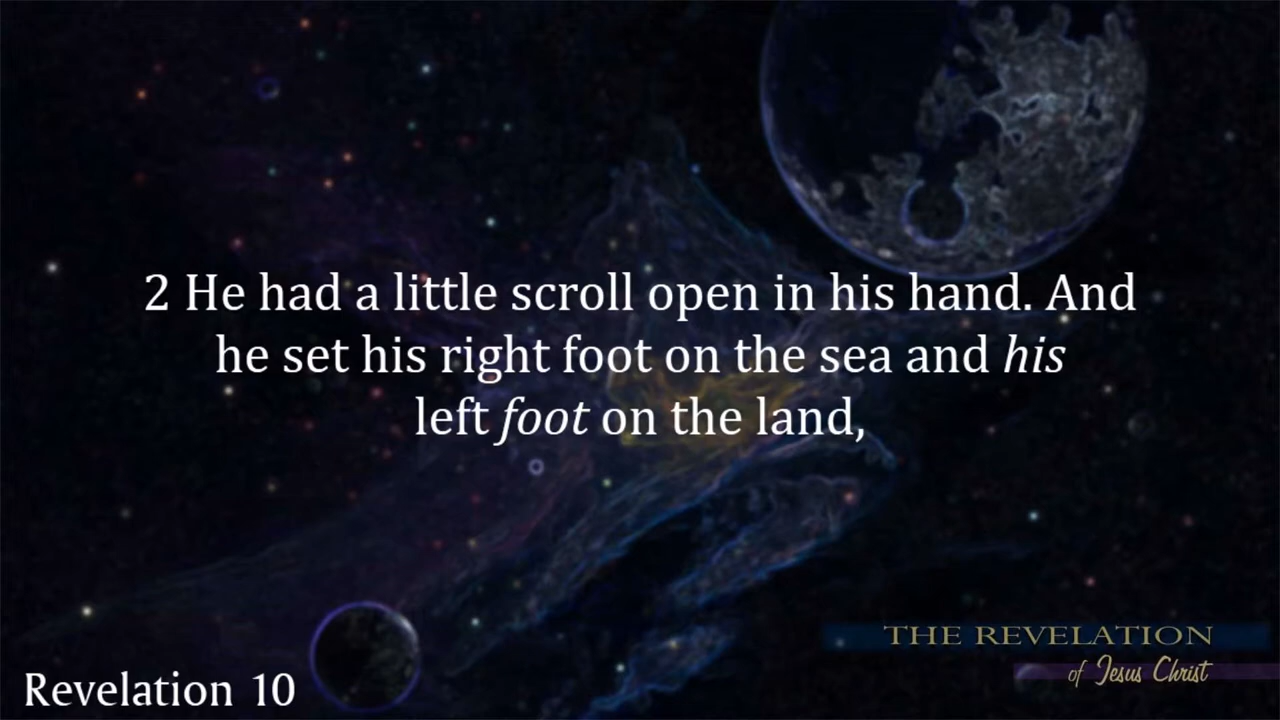 2 He had a little scroll open in his hand. And
he set his right foot on the sea and his
left foot on the land,
THE REVELATION
of Jesus Christ
Revelation 10